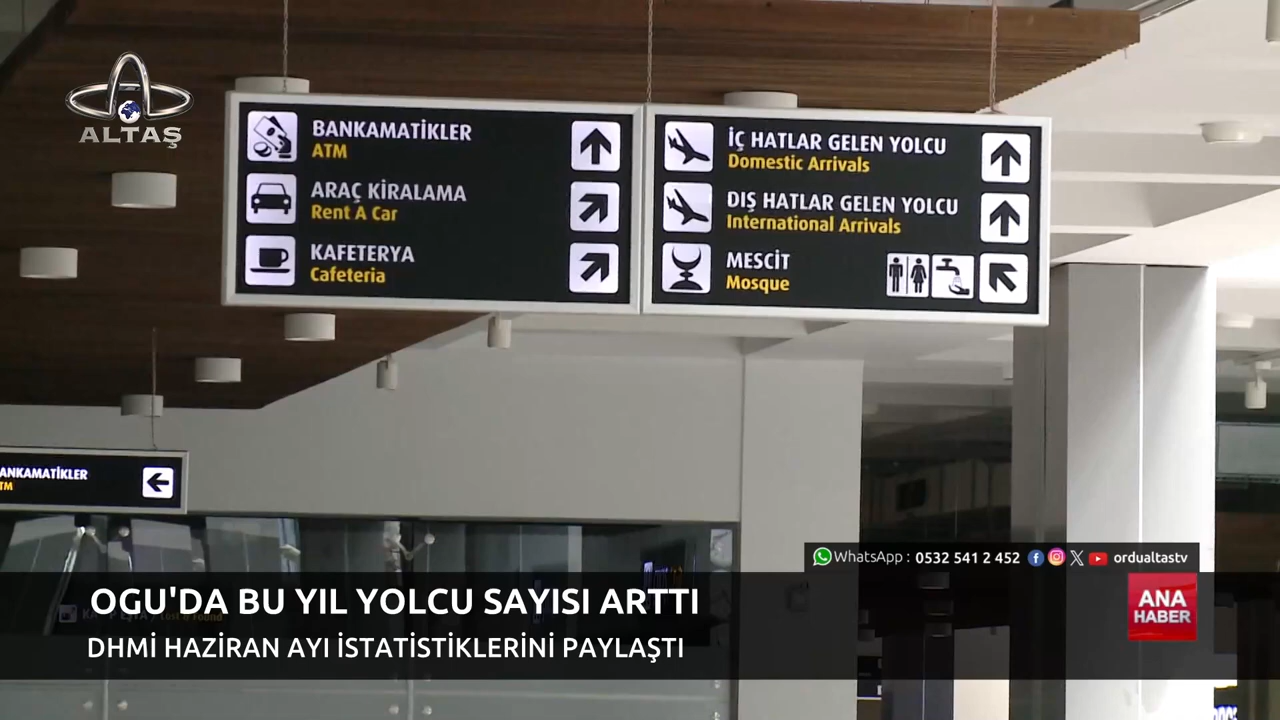 ALTAŞ
BANKAMATİKLER
ATM
ARAÇ KİRALAMA
Rent A Car
KAFETERYA
Cafeteria
İÇ HATLAR GELEN YOLCU
Domestic Arrivals
DIŞ HATLAR GELEN YOLCU
International Arrivals
MESCİT
Mosque
ANKAMATİKLER
TM
WhatsApp : 0532 541 2 452 ordualtastv
OGU'DA BU YIL YOLCU SAYISI ARTTI
DHMİ HAZİRAN AYI İSTATİSTİKLERİNİ PAYLAŞTI
ANA
HABER